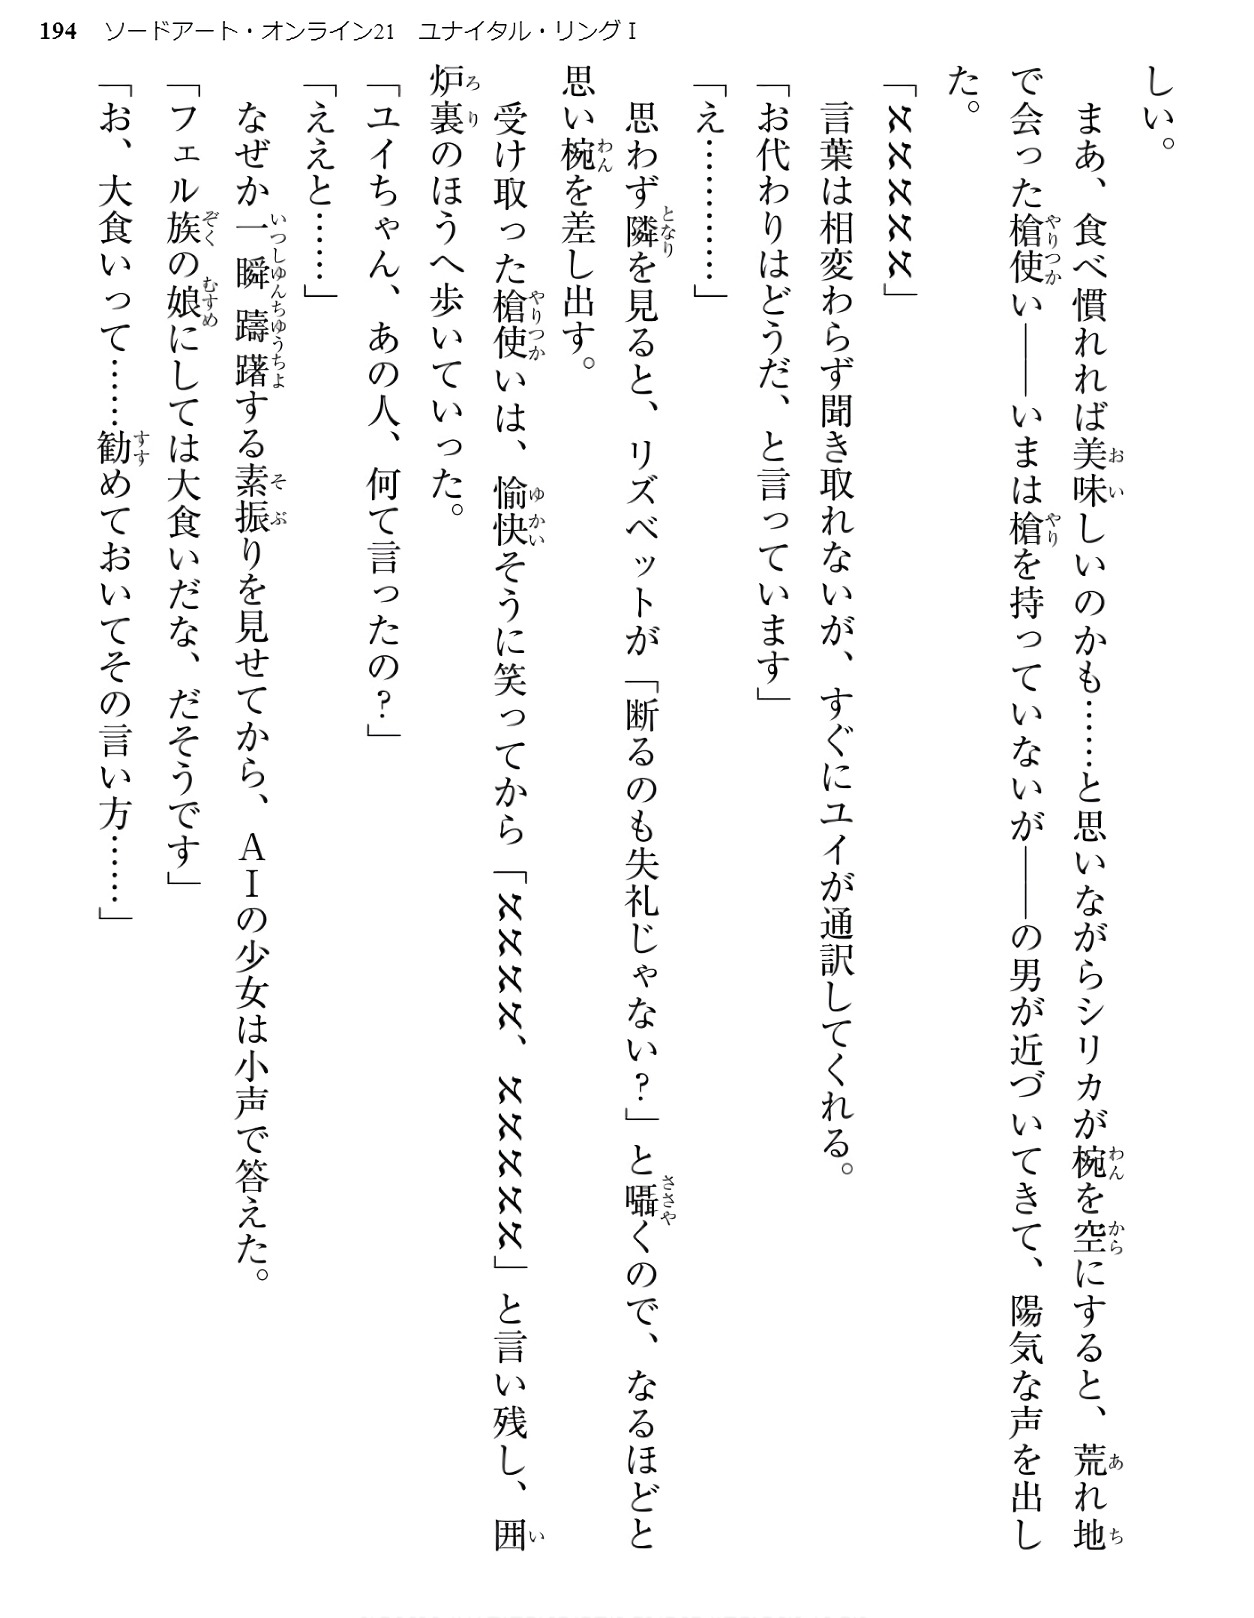 194 ソードアート・オンライン21 ユナイタル・リングⅠ
しい。
　まあ、食べ慣れれば美味しいのかも……と思いながらシリカが椀を空にすると、荒れ地
で会った槍使い――いまは槍を持っていないが――の男が近づいてきて、陽気な声を出し
た。
「ℵℵℵℵℵ」
　言葉は相変わらず聞き取れないが、すぐにユイが通訳してくれる。
「お代わりはどうだ、と言っています」
「え…………」
　思わず隣を見ると、リズベットが「断るのも失礼じゃない？」と囁くので、なるほどと
思い椀を差し出す。
　受け取った槍使いは、愉快そうに笑ってから「ℵℵℵℵ、ℵℵℵℵℵ」と言い残し、囲
炉裏のほうへ歩いていった。
「ユイちゃん、あの人、何て言ったの？」
「ええと……」
　なぜか一瞬躊躇する素振りを見せてから、ＡＩの少女は小声で答えた。
「フェル族の娘にしては大食いだな、だそうです」
「お、大食いって……勧めておいてその言い方……」